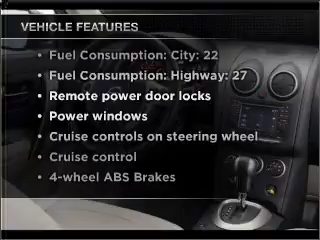 VEHICLE FEATURES
• Fuel Consumption: City: 22
• Fuel Consumption: Highway: 27
• Remote power door locks
• Power windows
• Cruise controls on steering wheel
• Cruise control
• 4-wheel ABS Brakes